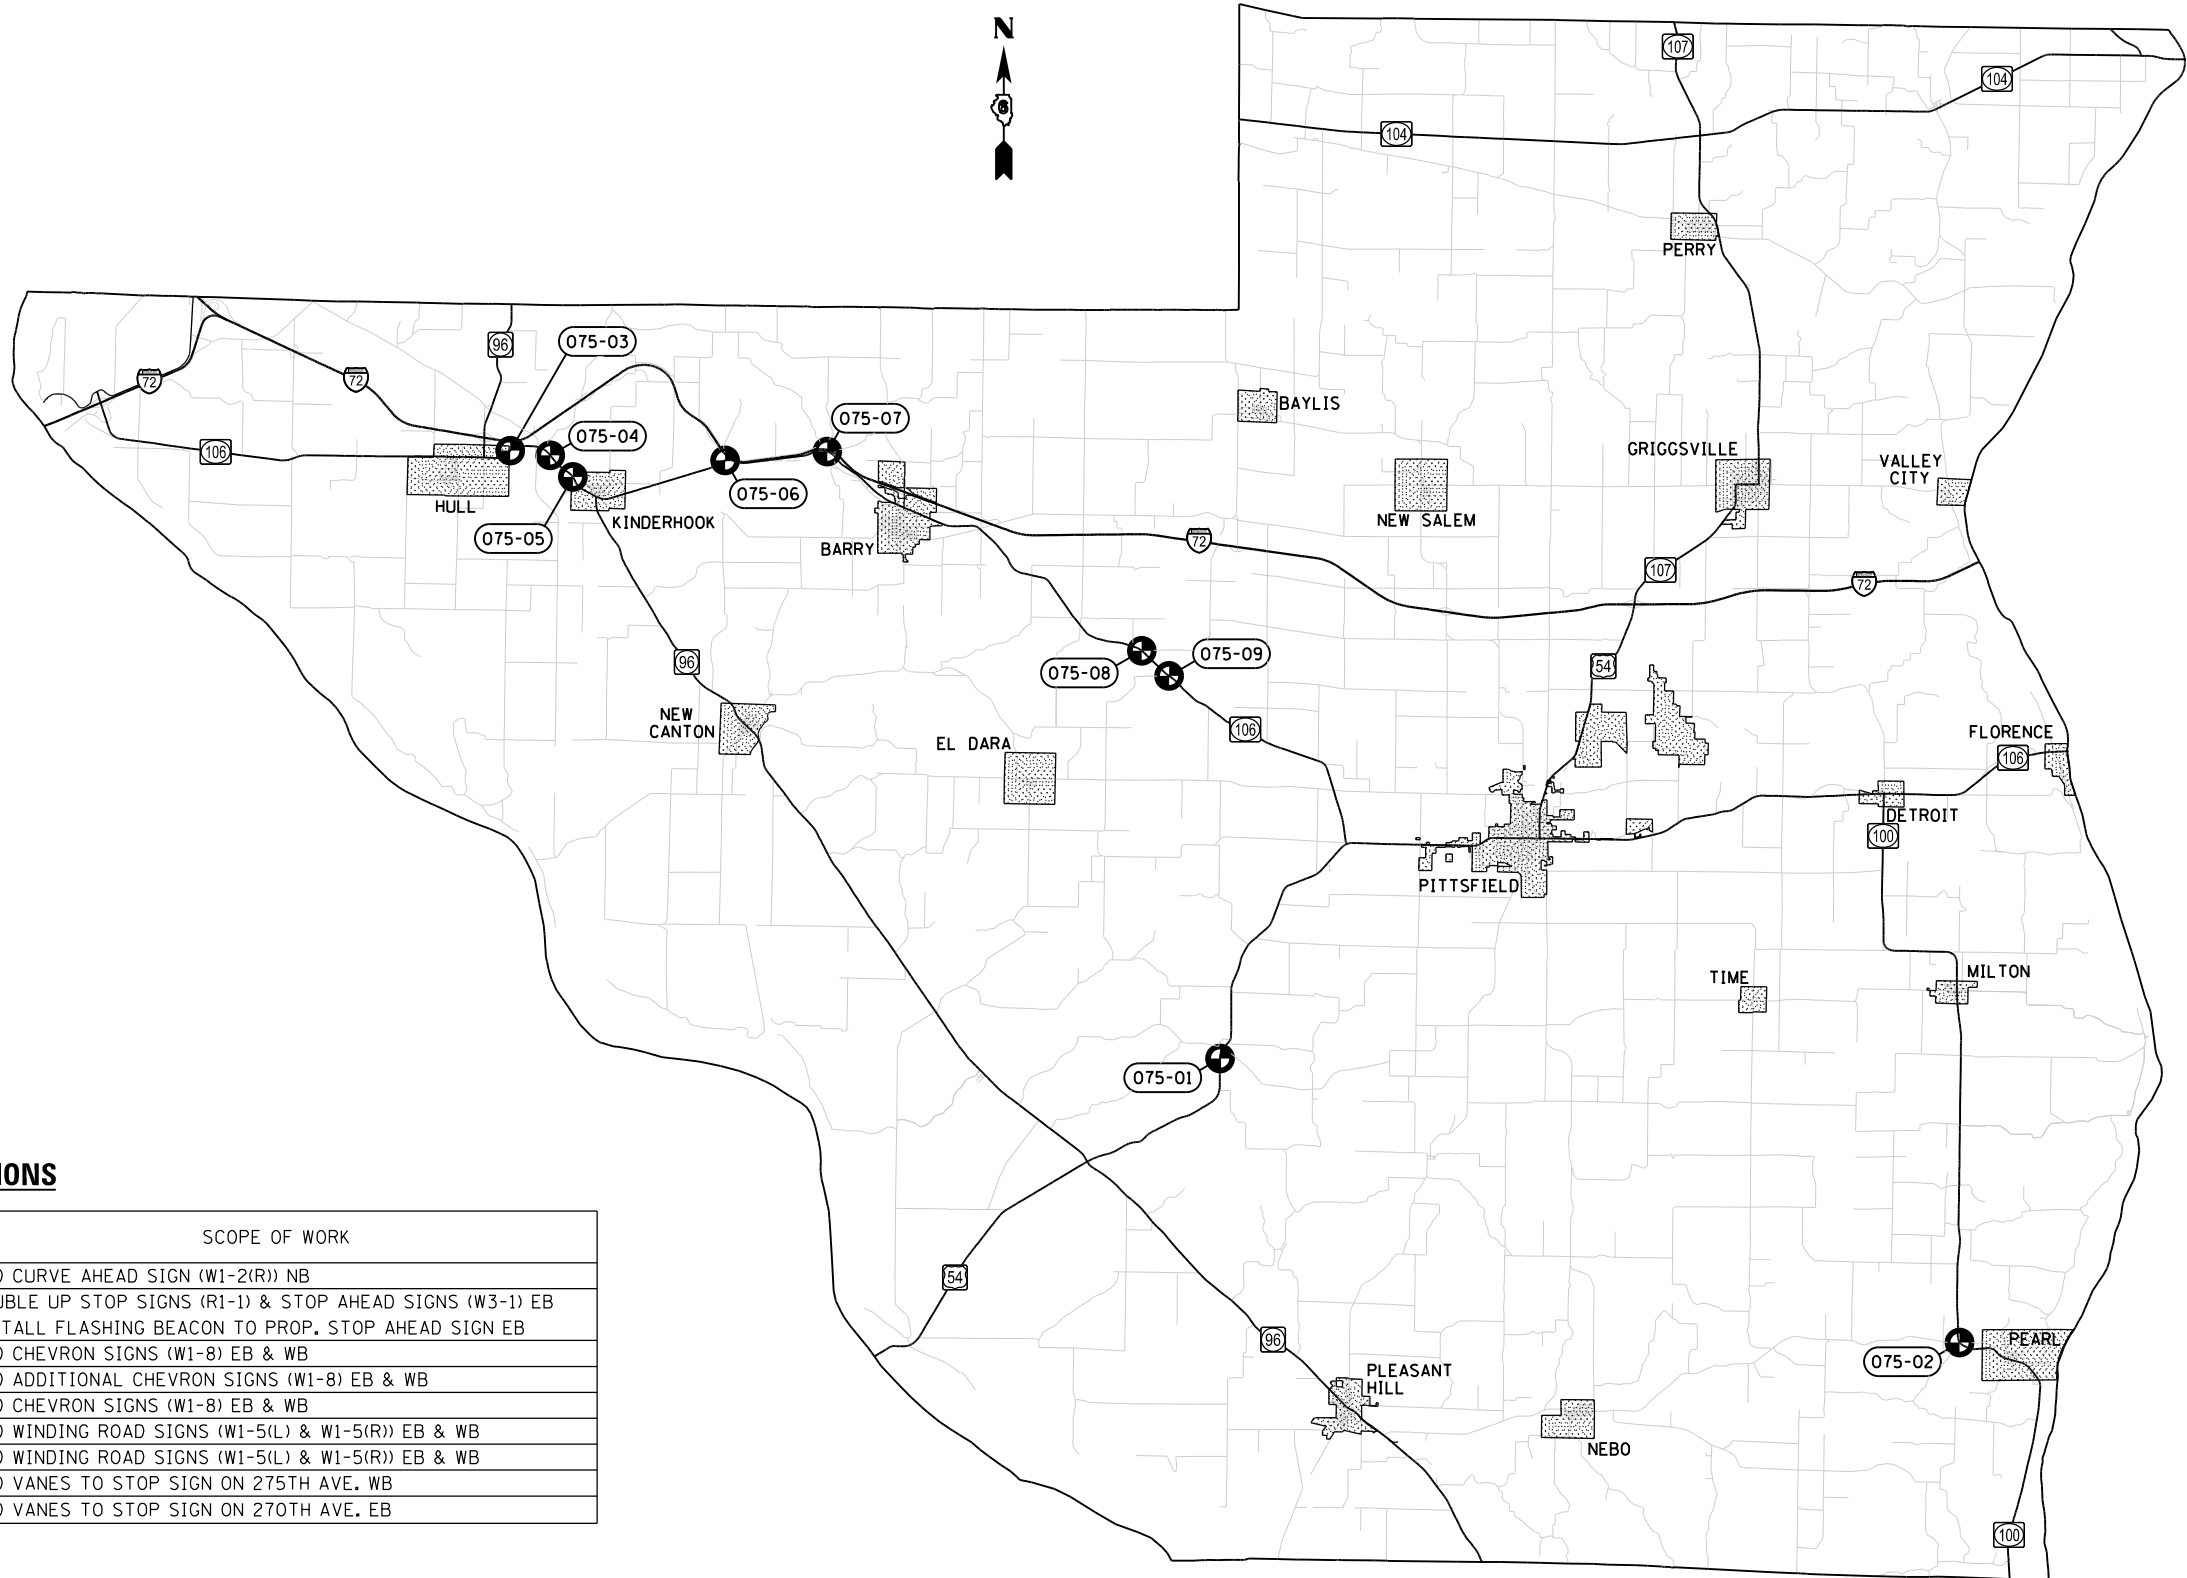 N
6
107
104
104
PERRY
96
075-03
72
72
075-07
BAYLIS
075-04
106
GRIGGSVILLE
VALLEY
CITY
075-06
HULL
KINDERHOOK
NEW SALEM
075-05
BARRY
72
107
72
96
075-09
54
075-08
NEW
CANTON
106
FLORENCE
EL DARA
106
DETROIT
100
PITTSFIELD
MILTON
TIME
075-01
IONS
SCOPE OF WORK
54
) CURVE AHEAD SIGN (W1-2(R)) NB
UBLE UP STOP SIGNS (R1-1) & STOP AHEAD SIGNS (W3-1) EB
TALL FLASHING BEACON TO PROP. STOP AHEAD SIGN EB
96
PEARL
) CHEVRON SIGNS (W1-8) EB & WB
075-02
PLEASANT
HILL
) ADDITIONAL CHEVRON SIGNS (W1-8) EB & WB
) CHEVRON SIGNS (W1-8) EB & WB
) WINDING ROAD SIGNS (W1-5(L) & W1-5(R)) EB & WB
NEBO
) WINDING ROAD SIGNS (W1-5(L) & W1-5(R)) EB & WB
) VANES TO STOP SIGN ON 275TH AVE. WB
) VANES TO STOP SIGN ON 270TH AVE. EB
100